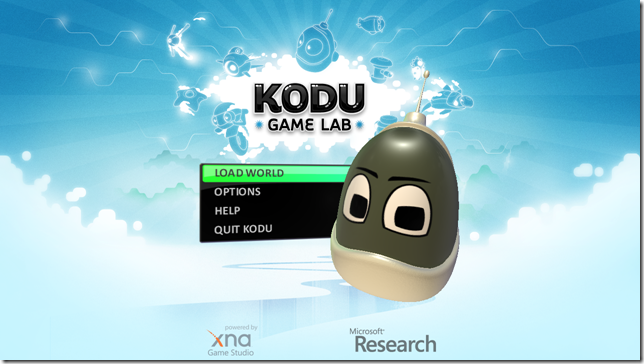 KODU
GAME LAB
LOAD WORLD
OPTIONS
HELP
QUIT KODU
powered by
xna
Game Studio
Microsoft®
Research